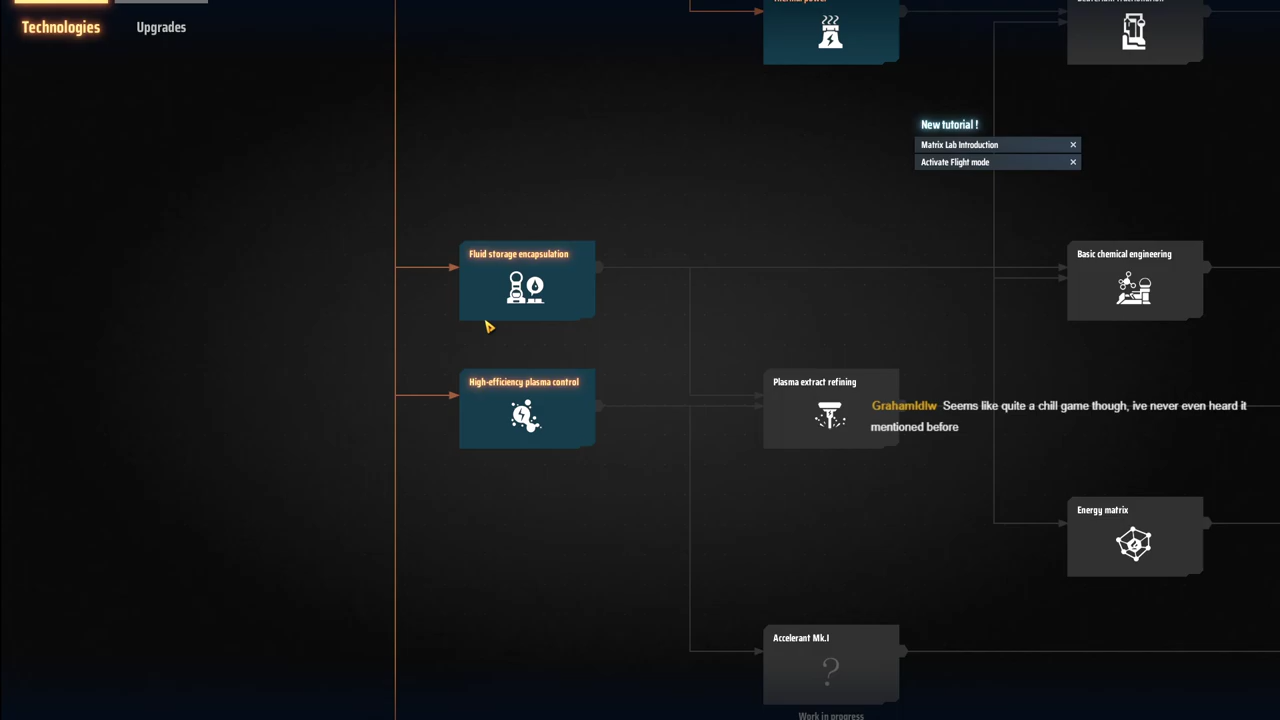 Technologies
Upgrades
Thermal power
New tutorial !
Matrix Lab Introduction
Activate Flight mode
Fluid storage encapsulation
Basic chemical engineering
High-efficiency plasma control
Plasma extract refining
Grahamldlw Seems like quite a chill game though, ive never even heard it
mentioned before
Energy matrix
Accelerant Mk.I
?
Work in progress